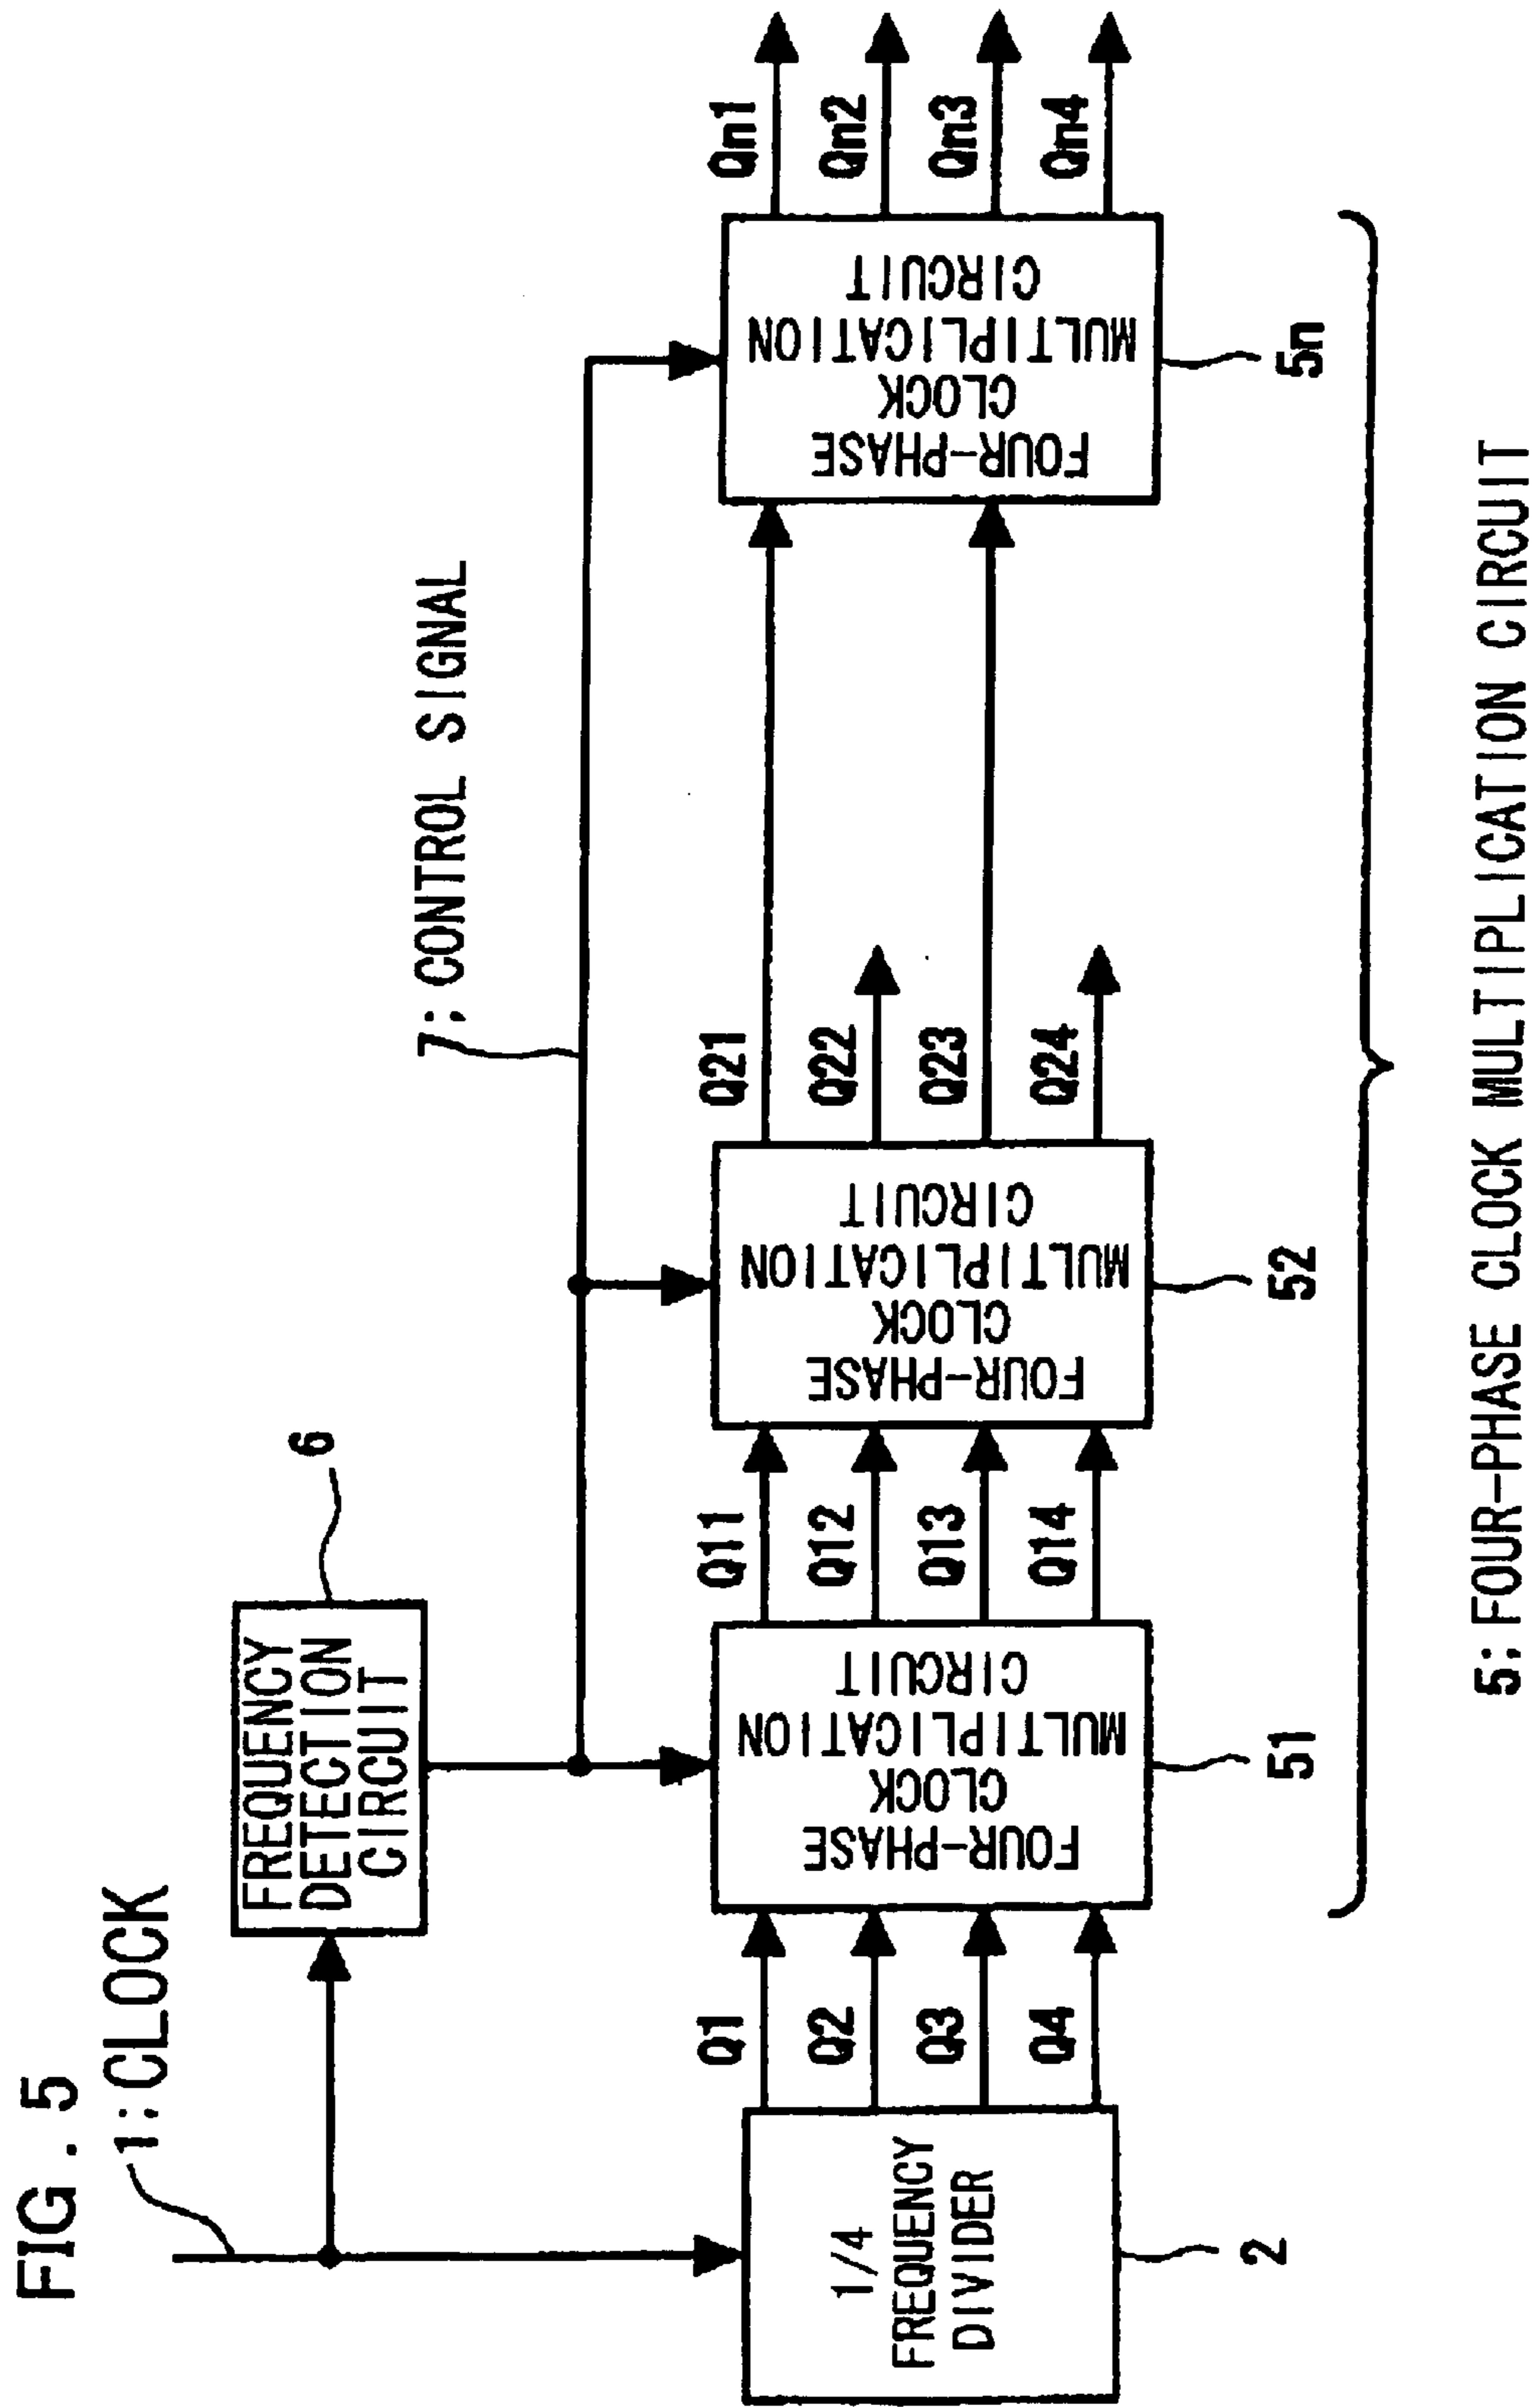 FIG. 5
1:CLOCK
FREQUENCY
DETECTION
CIRCUIT
6
7:CONTROL SIGNAL
1/4
FREQUENCY
DIVIDER
2
Q1
Q2
Q3
Q4
FOUR-PHASE
CLOCK
MULTIPLICATION
CIRCUIT
51
Q11
Q12
Q13
Q14
FOUR-PHASE
CLOCK
MULTIPLICATION
CIRCUIT
52
Q21
Q22
Q23
Q24
FOUR-PHASE
CLOCK
MULTIPLICATION
CIRCUIT
5n
Qn1
Qn2
Qn3
Qn4
5:FOUR-PHASE CLOCK MULTIPLICATION CIRCUIT